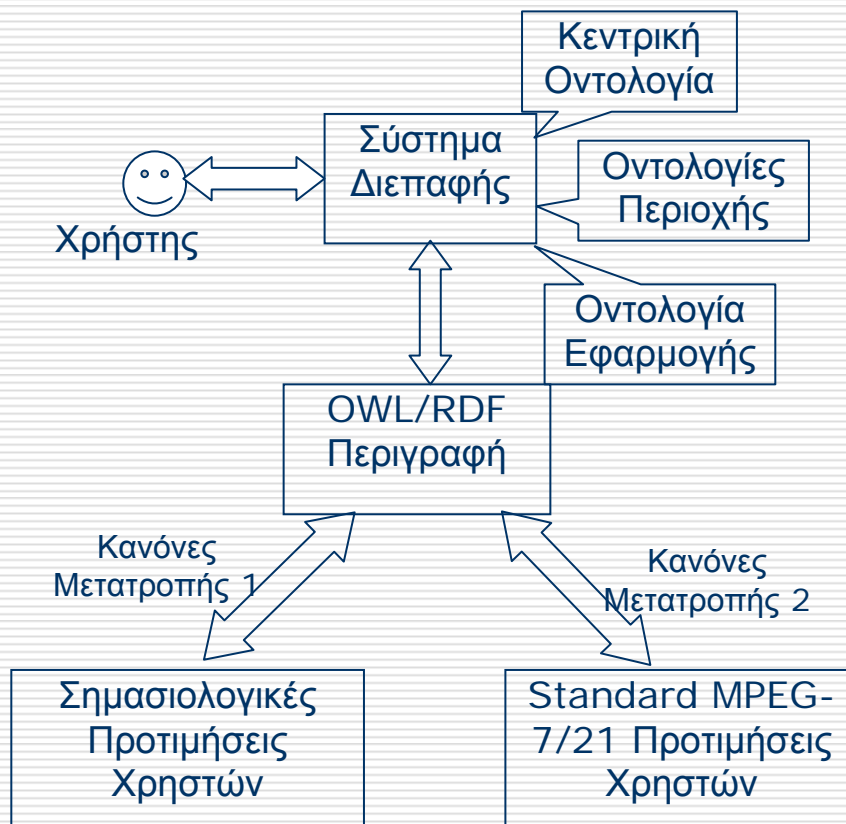 Κεντρική
Οντολογία
Σύστημα
Διεπαφής
Οντολογίες
Περιοχής
Χρήστης
Οντολογία
Εφαρμογής
OWL/RDF
Περιγραφή
Κανόνες
Μετατροπής 1
Κανόνες
Μετατροπής 2
Σημασιολογικές
Προτιμήσεις
Χρηστών
Standard MPEG-
7/21 Προτιμήσεις
Χρηστών